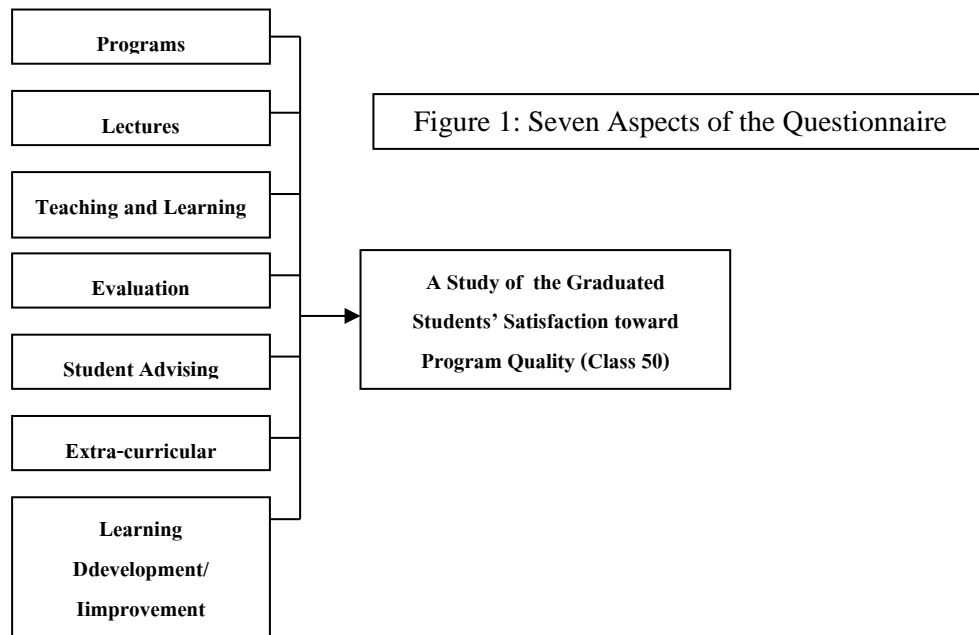 Programs
Lectures
Figure 1: Seven Aspects of the Questionnaire
Teaching and Learning
Evaluation
A Study of the Graduated
Students’ Satisfaction toward
Program Quality (Class 50)
Student Advising
Extra-curricular
Learning
Ddevelopment/
Iimprovement